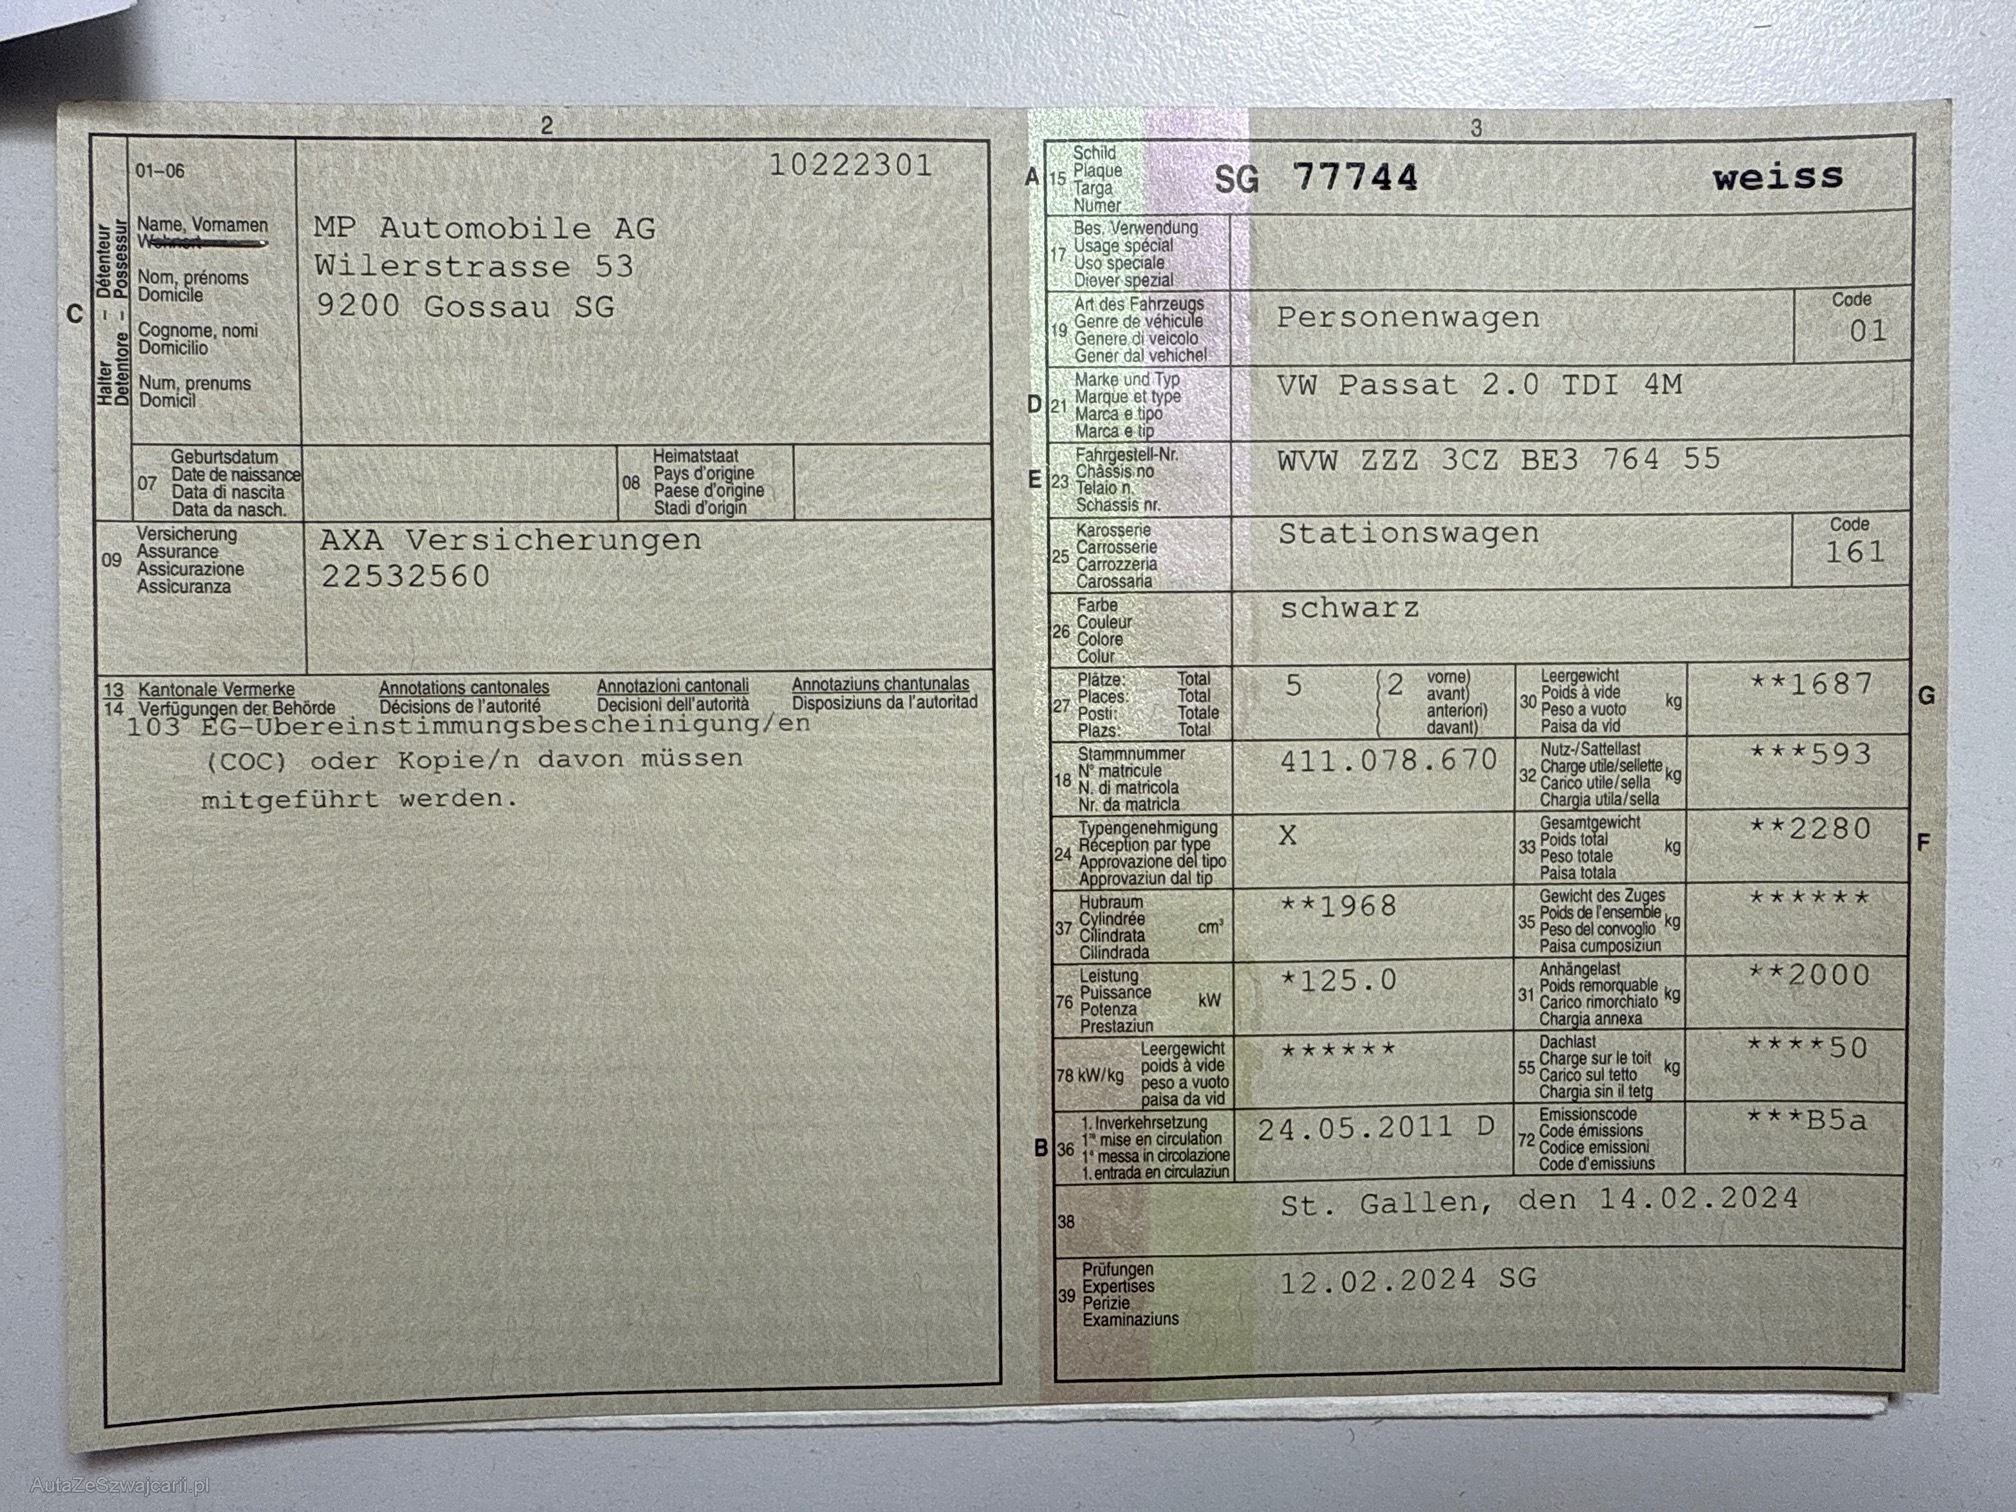 2
01-06
10222301
C
Halter - Détenteur
Detentore - Possessur
Name, Vornamen
Wohnort
Nom, prénoms
Domicile
Cognome, nomi
Domicilio
Num, prenums
Domicil
MP Automobile AG
Wilerstrasse 53
9200 Gossau SG
07
Geburtsdatum
Date de naissance
Data di nascita
Data da nasch.
08
Heimatstaat
Pays d'origine
Paese d'origine
Stadi d'origin
09
Versicherung
Assurance
Assicurazione
Assicuranza
AXA Versicherungen
22532560
13 Kantonale Vermerke Annotations cantonales Annotazioni cantonali Annotaziuns chantunalas
14 Verfügungen der Behörde Décisions de l'autorité Decisioni dell'autorità Disposiziuns da l'autoritad
103 EG-Übereinstimmungsbescheinigung/en
(COC) oder Kopie/n davon müssen
mitgeführt werden.
3
A 15
Schild
Plaque
Targa
Numer
SG 77744 weiss
17
Bes. Verwendung
Usage spécial
Uso speciale
Diever spezial
19
Art des Fahrzeugs
Genre de véhicule
Genere di veicolo
Gener dal vehichel
Personenwagen
Code
01
D 21
Marke und Typ
Marque et type
Marca e tipo
Marca e tip
VW Passat 2.0 TDI 4M
E 23
Fahrgestell-Nr.
Châssis no
Telaio n.
Schassis nr.
WVW ZZZ 3CZ BE3 764 55
25
Karosserie
Carrosserie
Carrozzeria
Carossaria
Stationswagen
Code
161
26
Farbe
Couleur
Colore
Colur
schwarz
27
Plätze: Total
Places: Total
Posti: Totale
Plazs: Total
5 (2
vorne)
avant)
anteriori)
davant)
30
Leergewicht
Poids à vide
Peso a vuoto
Paisa da vid
kg
**1687
G
18
Stammnummer
N° matricule
N. di matricola
Nr. da matricla
411.078.670
32
Nutz-/Sattellast
Charge utile/sellette
Carico utile/sella
Chargia utila/sella
kg
***593
24
Typengenehmigung
Réception par type
Approvazione del tipo
Approvaziun dal tip
X
33
Gesamtgewicht
Poids total
Peso totale
Paisa totala
kg
**2280
F
37
Hubraum
Cylindrée
Cilindrata
Cilindrada
cm³
**1968
35
Gewicht des Zuges
Poids de l'ensemble
Peso del convoglio
Paisa cumposiziun
kg
******
76
Leistung
Puissance
Potenza
Prestaziun
kW
*125.0
31
Anhängelast
Poids remorquable
Carico rimorchiato
Chargia annexa
kg
**2000
78 kW/kg
Leergewicht
poids à vide
peso a vuoto
paisa da vid
******
55
Dachlast
Charge sur le toit
Carico sul tetto
Chargia sin il tetg
kg
****50
B 36
1. Inverkehrsetzung
1re mise en circulation
1a messa in circolazione
1. entrada en circulaziun
24.05.2011 D
72
Emissionscode
Code émissions
Codice emissioni
Code d'emissiuns
***B5a
38
St. Gallen, den 14.02.2024
39
Prüfungen
Expertises
Perizie
Examinaziuns
12.02.2024 SG
AutaZeSzwajcarii.pl